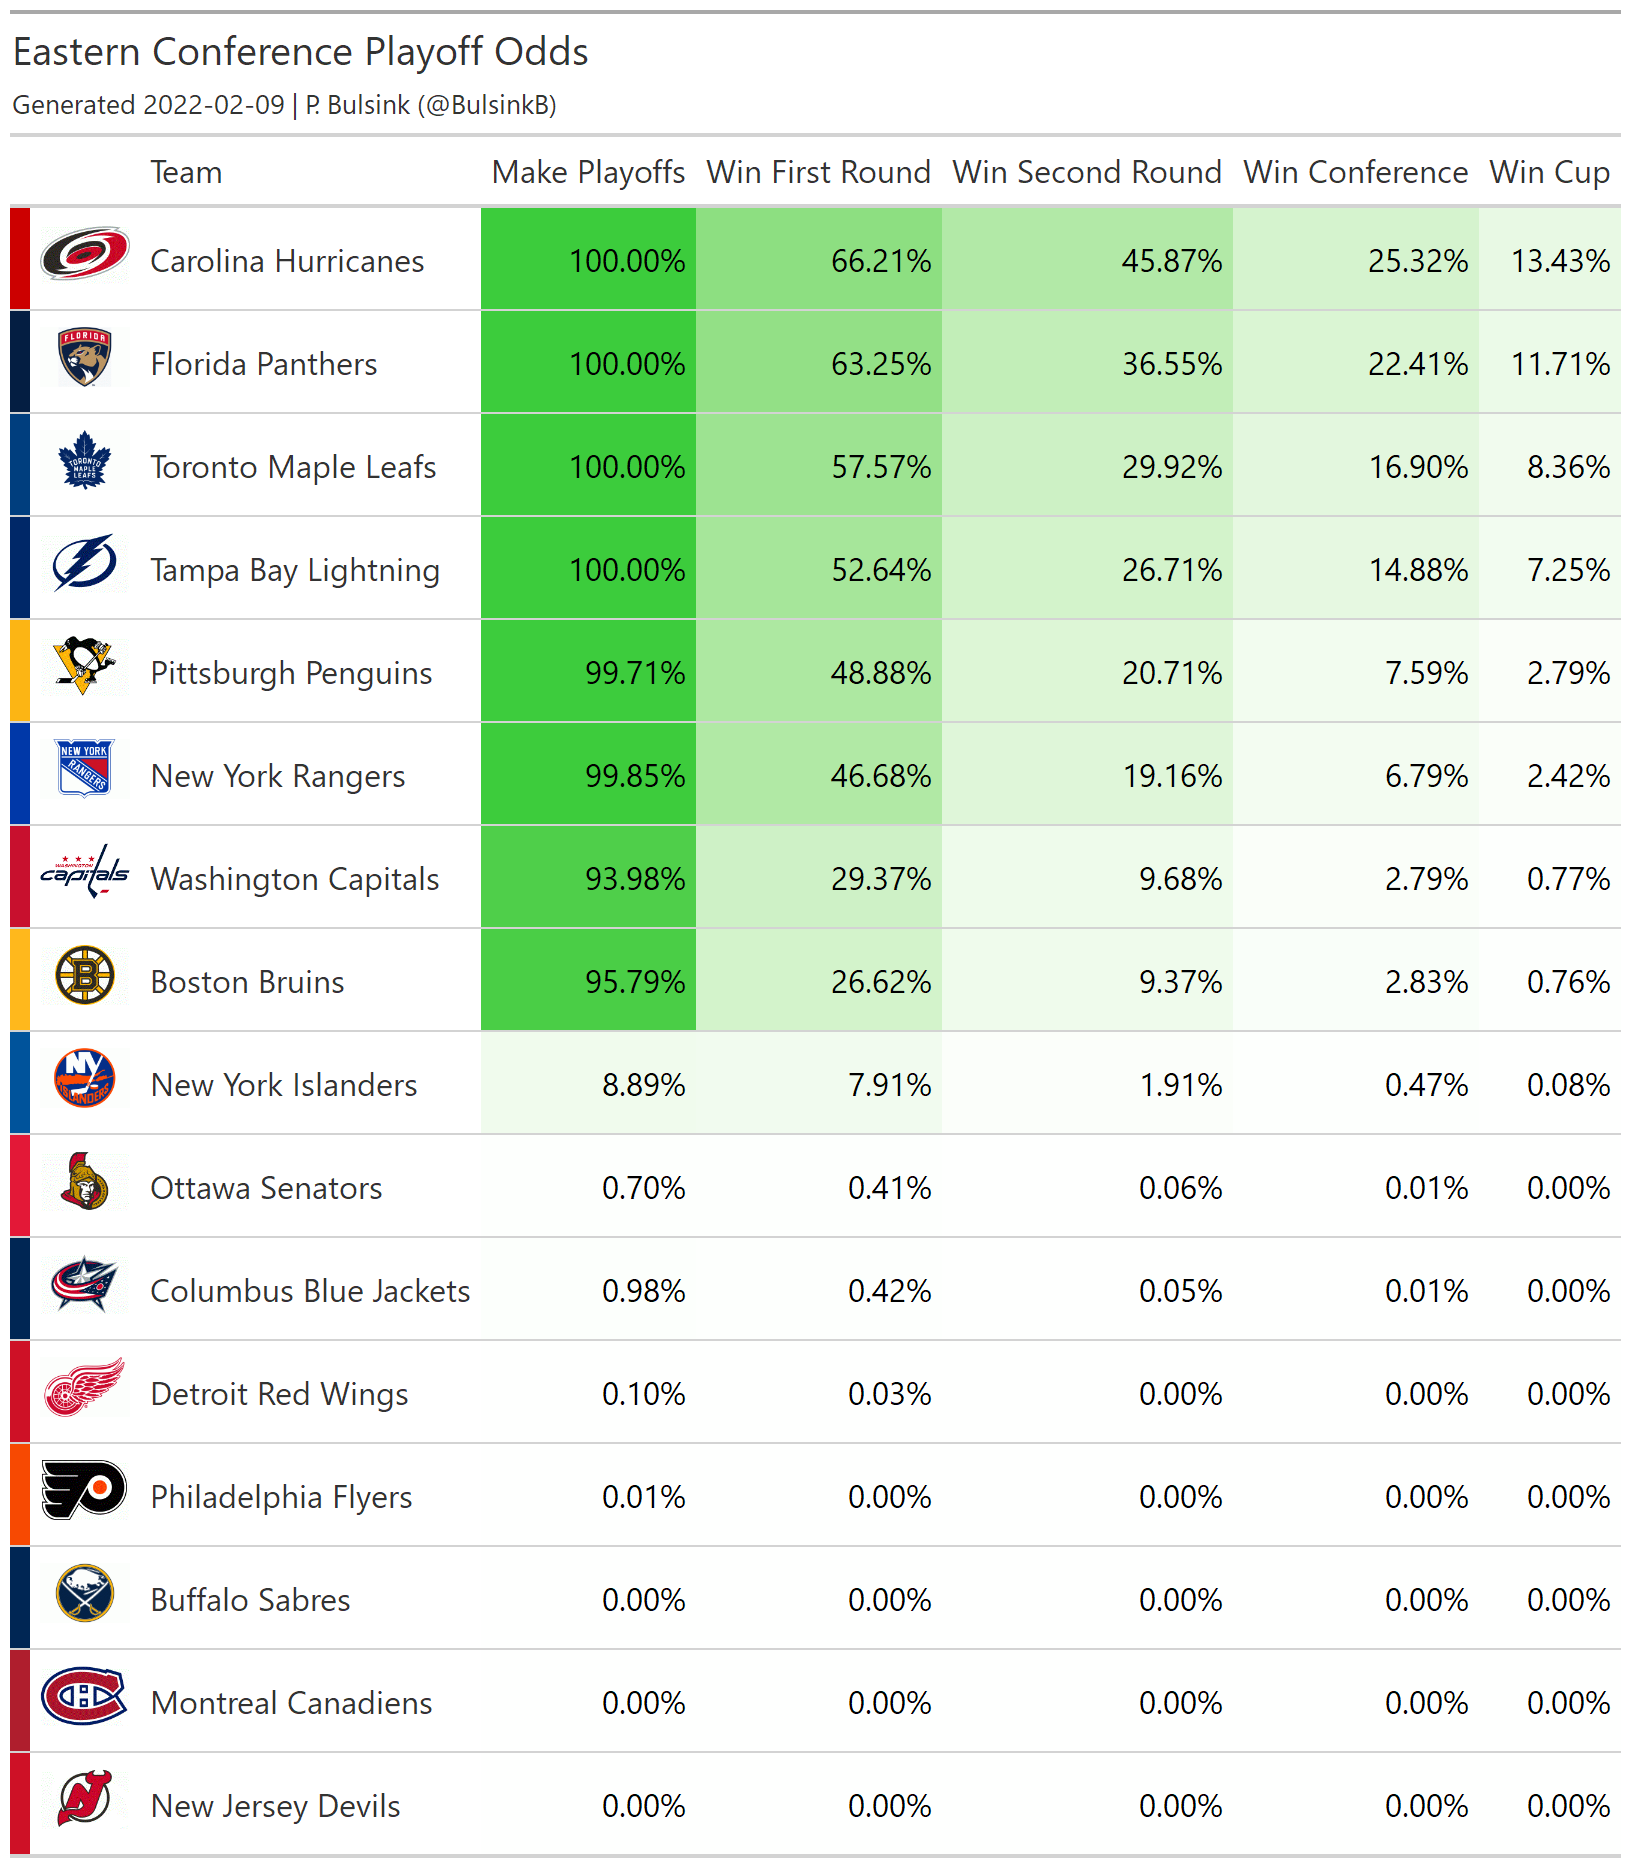 Eastern Conference Playoff Odds
Generated 2022-02-09 | P. Bulsink (@BulsinkB)
Team Make Playoffs Win First Round Win Second Round Win Conference Win Cup
Carolina Hurricanes 100.00% 66.21% 45.87% 25.32% 13.43%
FLORIDA
Florida Panthers 100.00% 63.25% 36.55% 22.41% 11.71%
TORONTO
MAPLE
LEAFS
Toronto Maple Leafs 100.00% 57.57% 29.92% 16.90% 8.36%
Tampa Bay Lightning 100.00% 52.64% 26.71% 14.88% 7.25%
Pittsburgh Penguins 99.71% 48.88% 20.71% 7.59% 2.79%
NEW YORK
RANGERS
New York Rangers 99.85% 46.68% 19.16% 6.79% 2.42%
WASHINGTON
capitals
Washington Capitals 93.98% 29.37% 9.68% 2.79% 0.77%
B
Boston Bruins 95.79% 26.62% 9.37% 2.83% 0.76%
NY
ISLANDERS
New York Islanders 8.89% 7.91% 1.91% 0.47% 0.08%
Ottawa Senators 0.70% 0.41% 0.06% 0.01% 0.00%
Columbus Blue Jackets 0.98% 0.42% 0.05% 0.01% 0.00%
Detroit Red Wings 0.10% 0.03% 0.00% 0.00% 0.00%
Philadelphia Flyers 0.01% 0.00% 0.00% 0.00% 0.00%
Buffalo Sabres 0.00% 0.00% 0.00% 0.00% 0.00%
Montreal Canadiens 0.00% 0.00% 0.00% 0.00% 0.00%
New Jersey Devils 0.00% 0.00% 0.00% 0.00% 0.00%